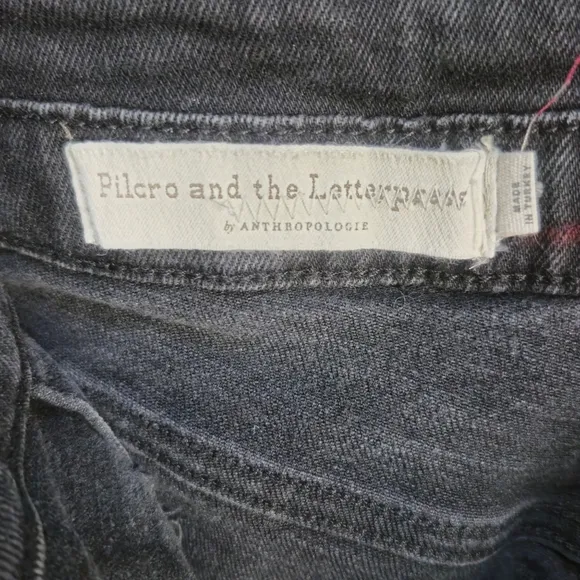 Pilcro and the Letterpress
by ANTHROPOLOGIE
MADE
IN TURKEY